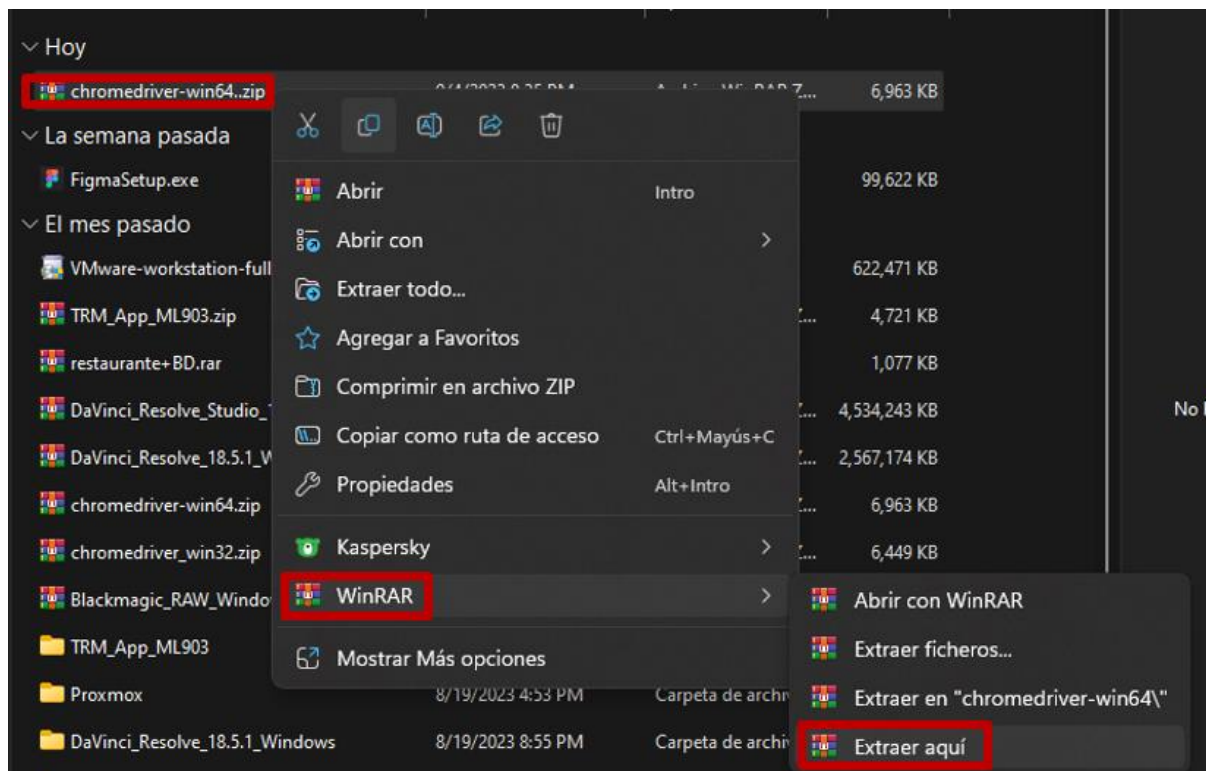 Hoy
chromedriver-win64..zip 6,963 KB
La semana pasada
FigmaSetup.exe 99,622 KB
Abrir Intro
El mes pasado
Abrir con
VMware-workstation-full 622,471 KB
Extraer todo...
TRM_App_ML903.zip 4,721 KB
Agregar a Favoritos
restaurante+BD.rar 1,077 KB
Comprimir en archivo ZIP
DaVinci_Resolve_Studio_ 4,534,243 KB
Copiar como ruta de acceso Ctrl+Mayús+C
DaVinci_Resolve_18.5.1_W 2,567,174 KB
Propiedades Alt+Intro
chromedriver-win64.zip 6,963 KB
Kaspersky
chromedriver_win32.zip 6,449 KB
WinRAR
Blackmagic_RAW_Windo
TRM_App_ML903
Mostrar Más opciones
Proxmox 8/19/2023 4:53 PM Carpeta de archi
DaVinci_Resolve_18.5.1_Windows 8/19/2023 8:55 PM Carpeta de archi
Abrir con WinRAR
Extraer ficheros...
Extraer en "chromedriver-win64\"
Extraer aquí
No